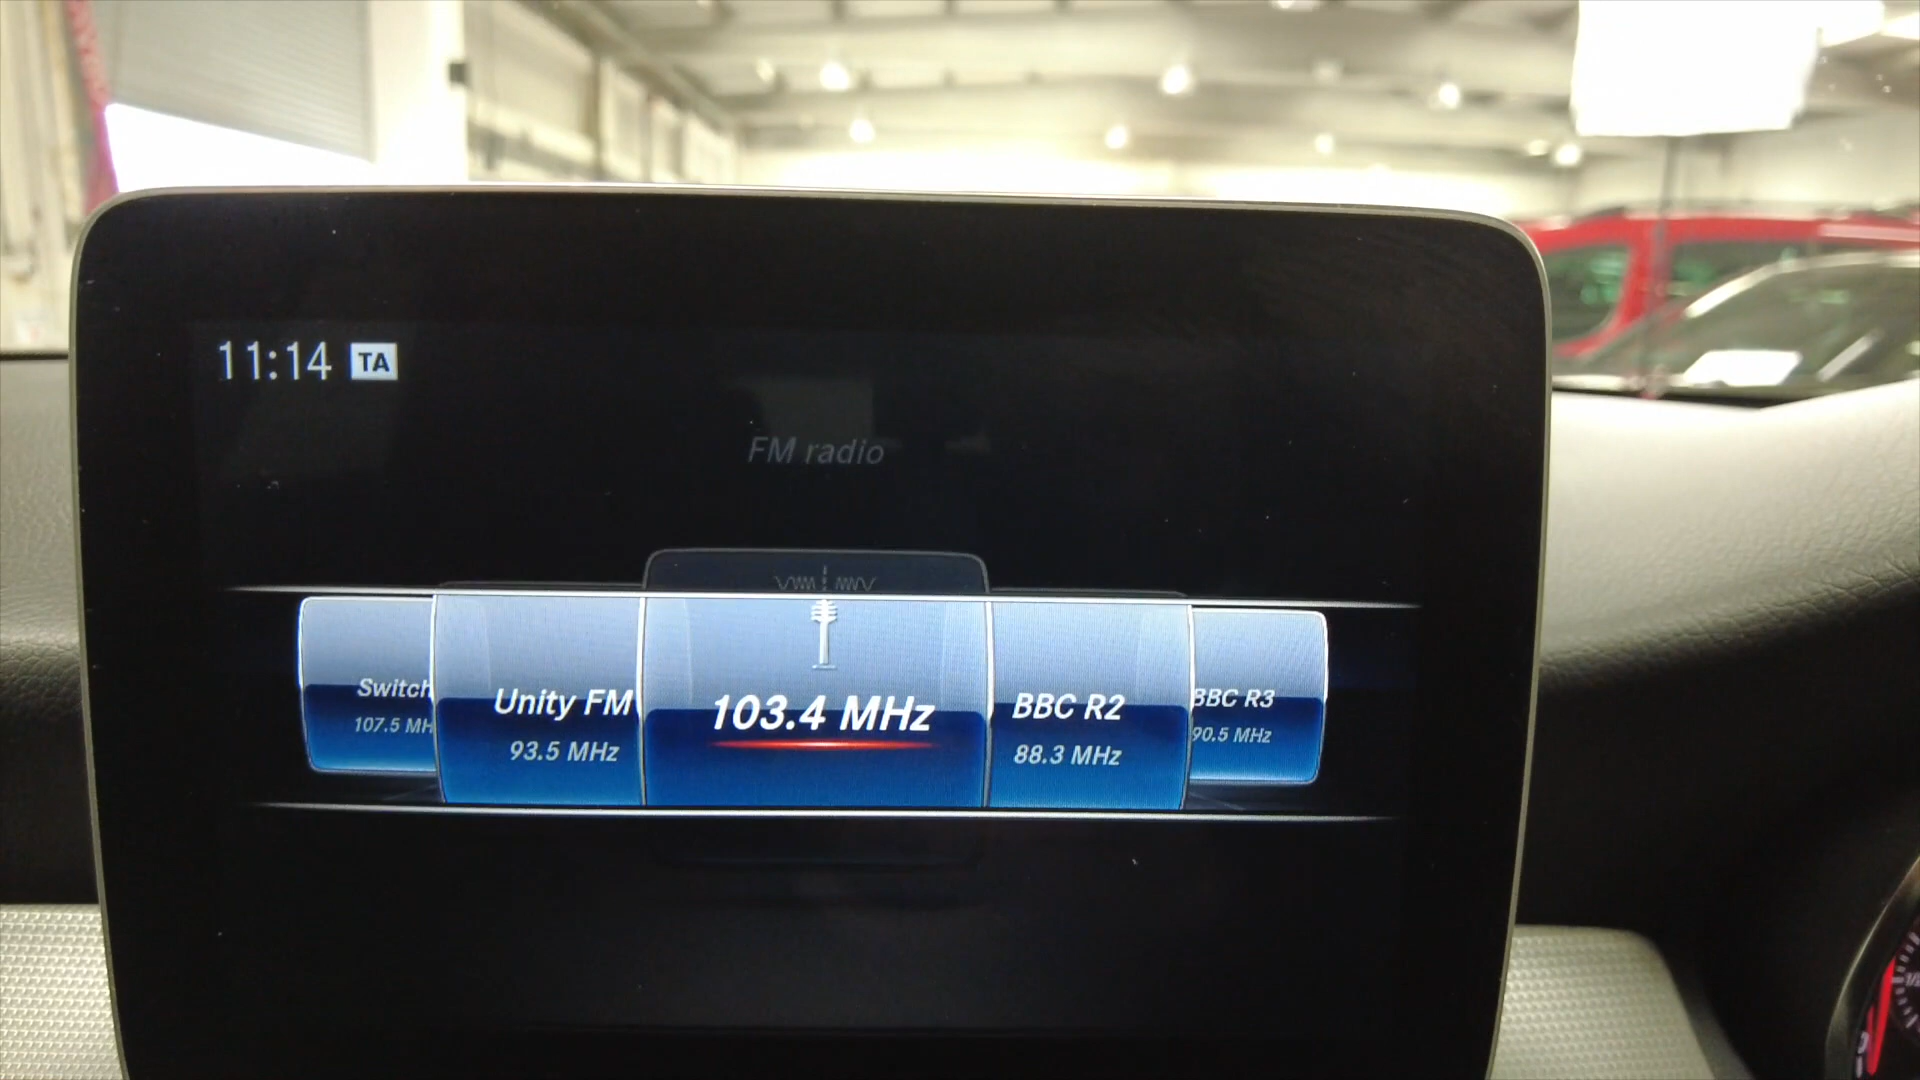 11:14 TA
FM radio
Switch
107.5 MH
Unity FM
93.5 MHz
103.4 MHz
BBC R2
88.3 MHz
BBC R3
90.5 MHz